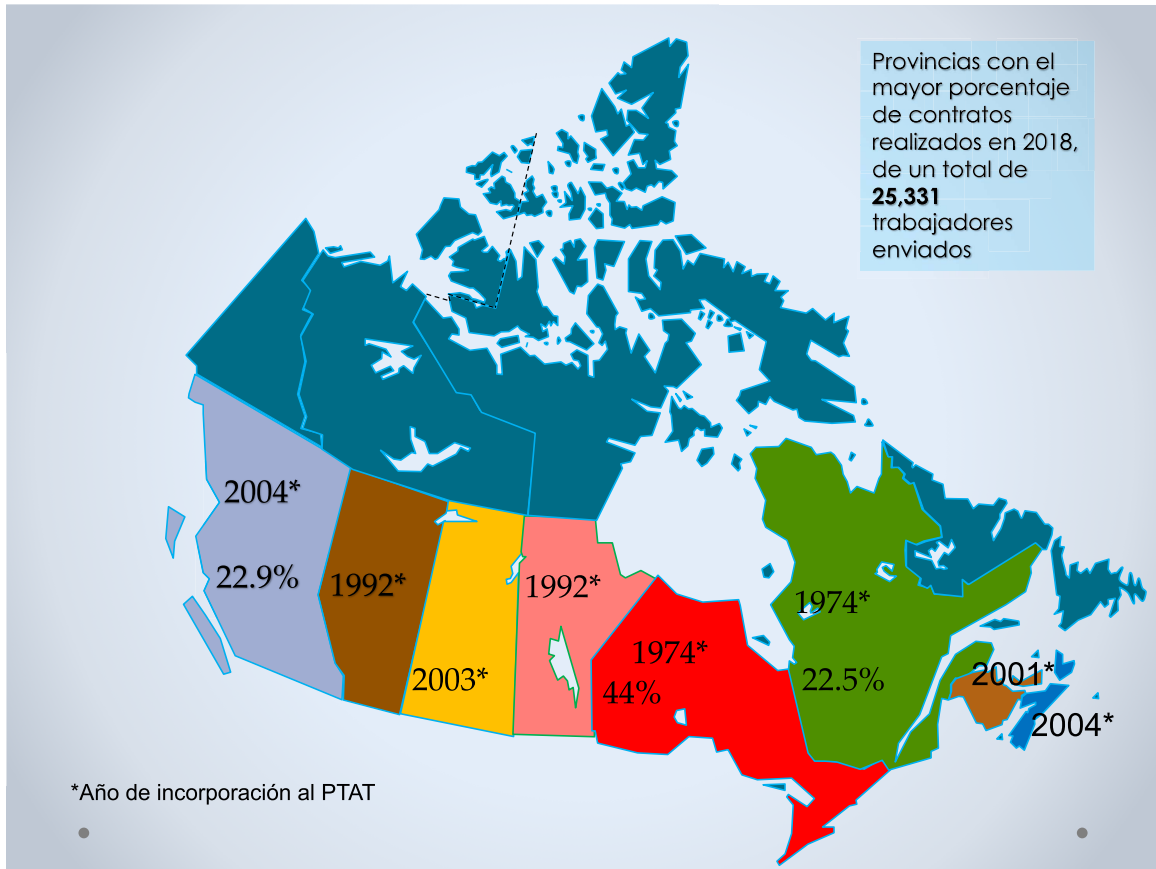 Provincias con el
mayor porcentaje
de contratos
realizados en 2018,
de un total de
25,331
trabajadores
enviados
2004*
22.9%
1992*
2003*
1992*
1974*
44%
1974*
22.5%
2001*
2004*
*Año de incorporación al PTAT